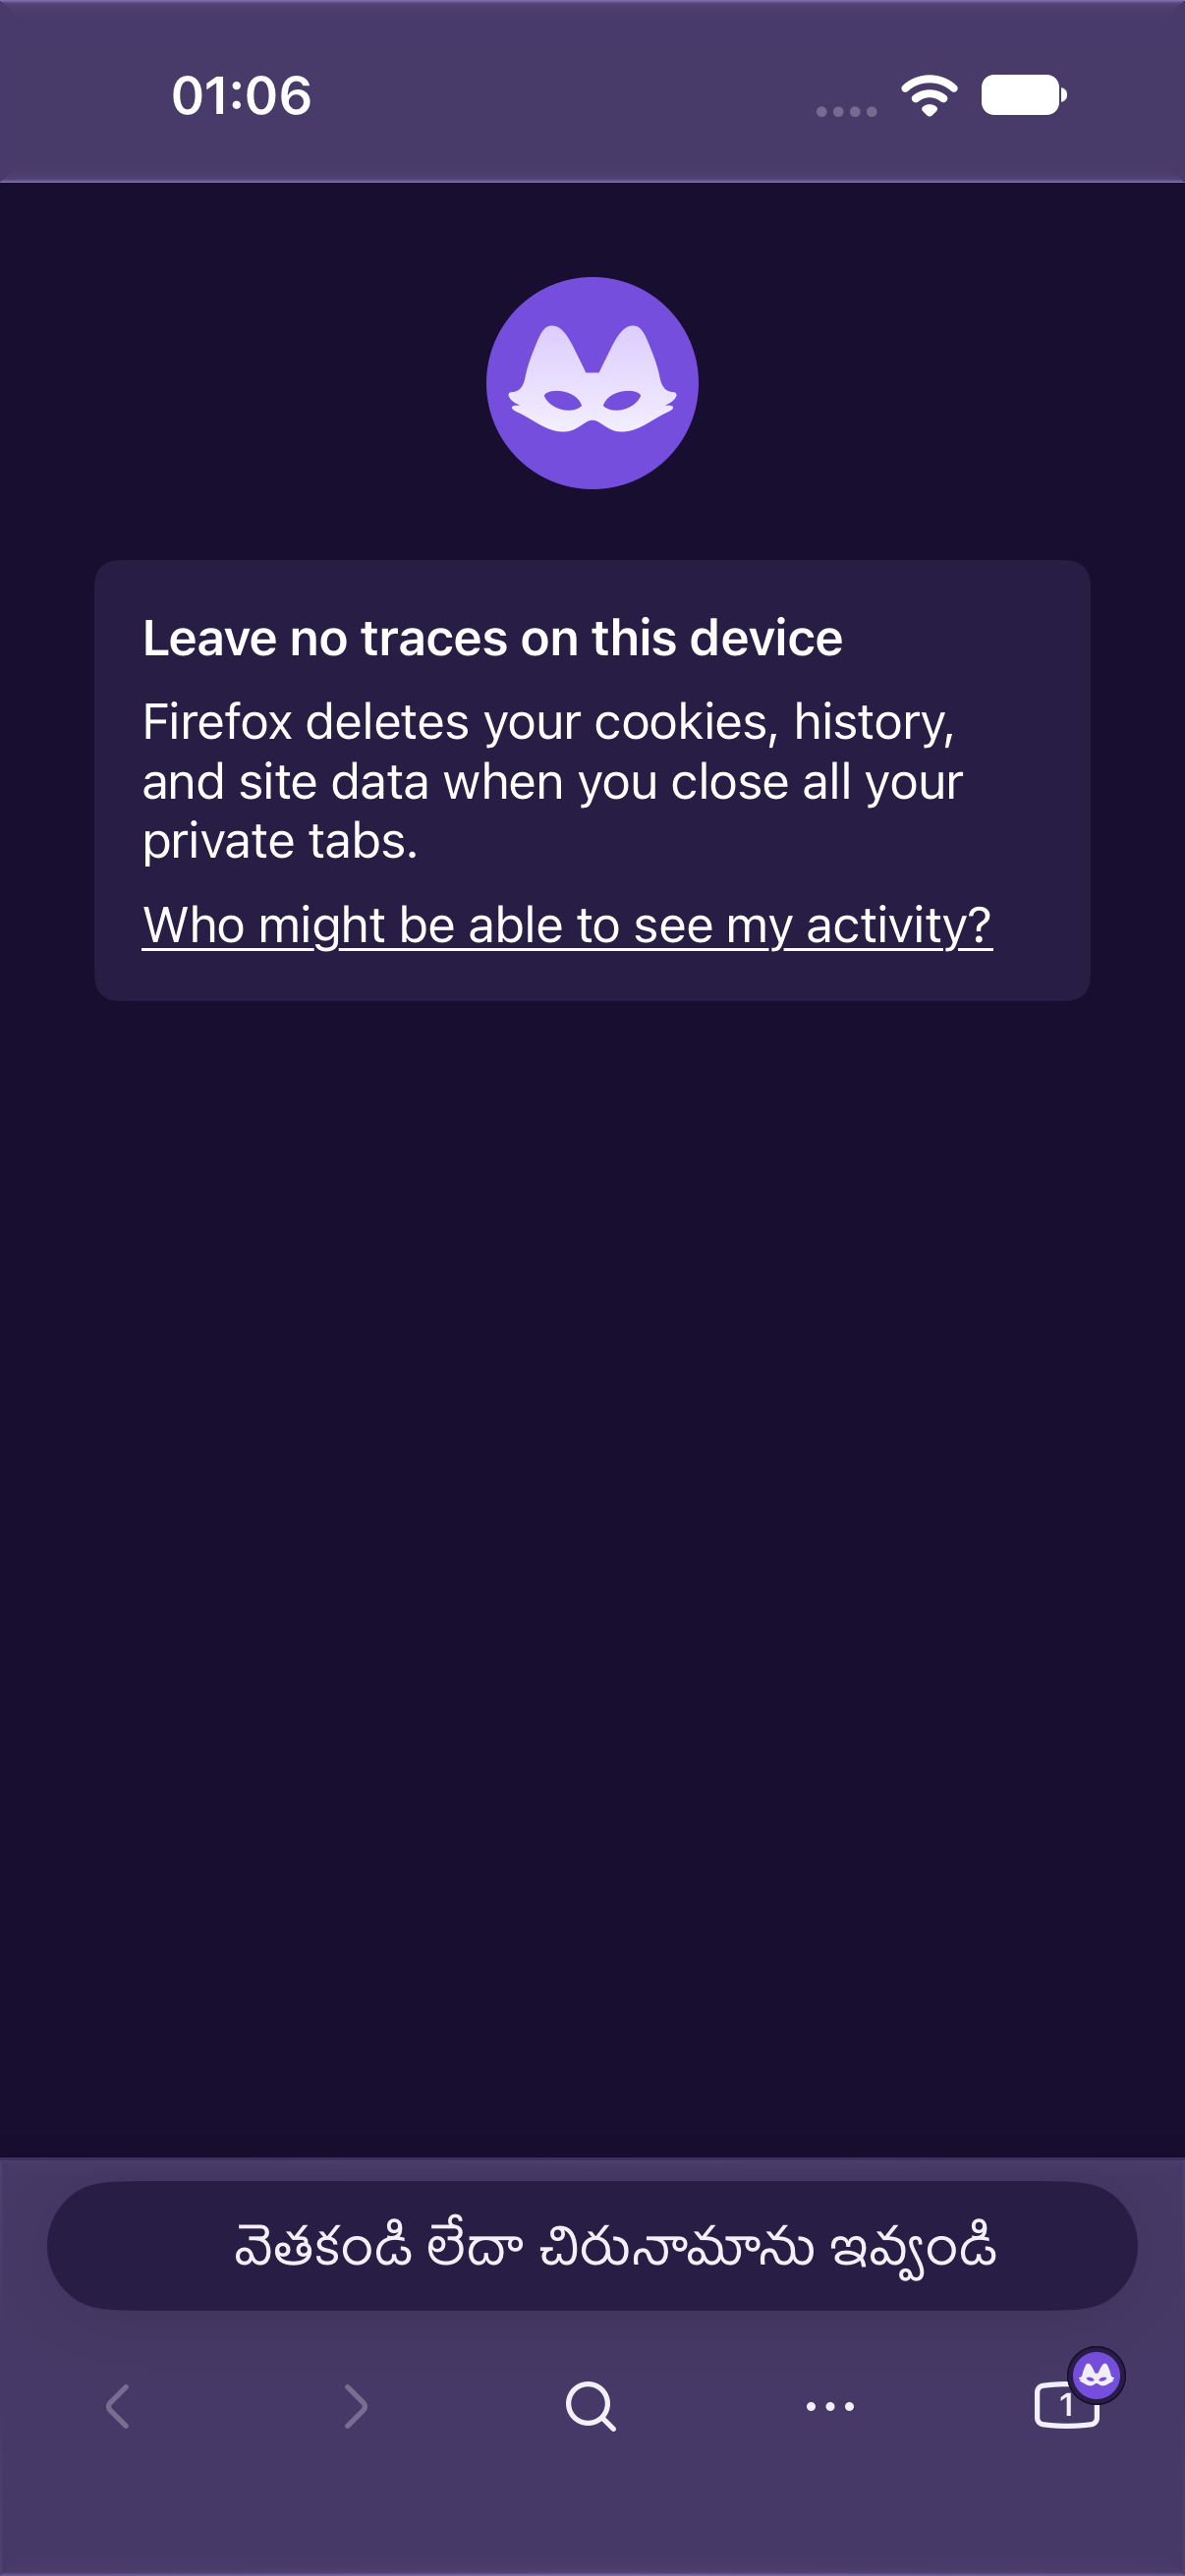 01:06
Leave no traces on this device
Firefox deletes your cookies, history,
and site data when you close all your
private tabs.
Who might be able to see my activity?
వెతకండి లేదా చిరునామాను ఇవ్వండి
1